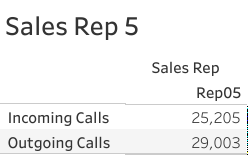 Sales Rep 5
Sales Rep
Rep05
Incoming Calls 25,205
Outgoing Calls 29,003